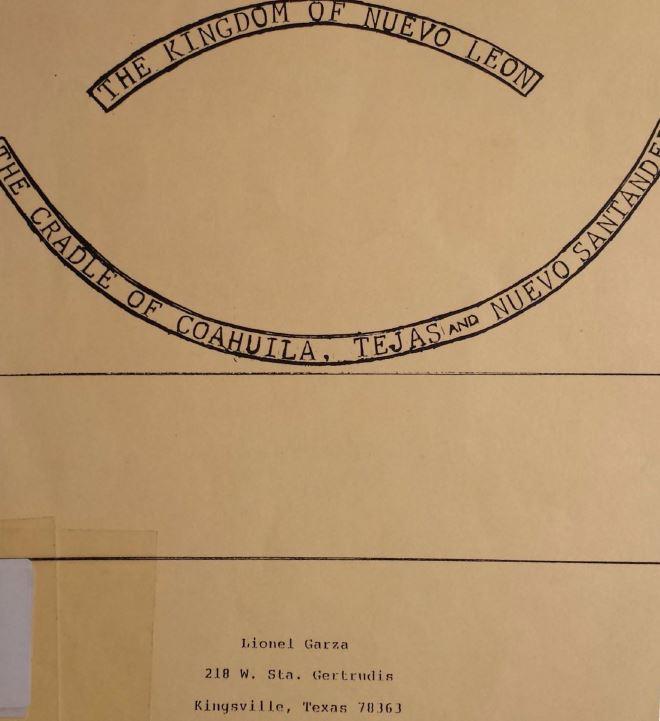 THE KINGDOM OF NUEVO LEON
THE CRADLE OF COAHUILA, TEJAS AND NUEVO SANTANDER
Lionel Garza
218 W. Sta. Gertrudis
Kingsville, Texas 78363